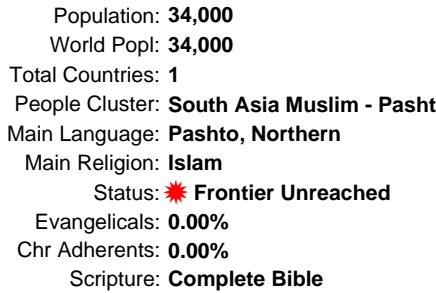 Population: 34,000
World Popl: 34,000
Total Countries: 1
People Cluster: South Asia Muslim - Pasht
Main Language: Pashto, Northern
Main Religion: Islam
Status: Frontier Unreached
Evangelicals: 0.00%
Chr Adherents: 0.00%
Scripture: Complete Bible